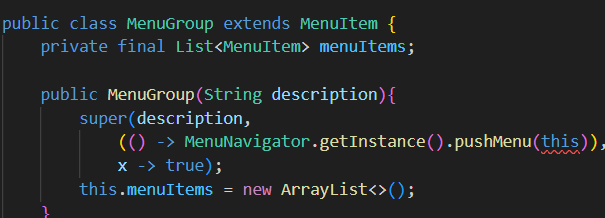 public class MenuGroup extends MenuItem {
private final List<MenuItem> menuItems;
public MenuGroup(String description){
super(description,
(() -> MenuNavigator.getInstance().pushMenu(this)),
x -> true);
this.menuItems = new ArrayList<>();
}